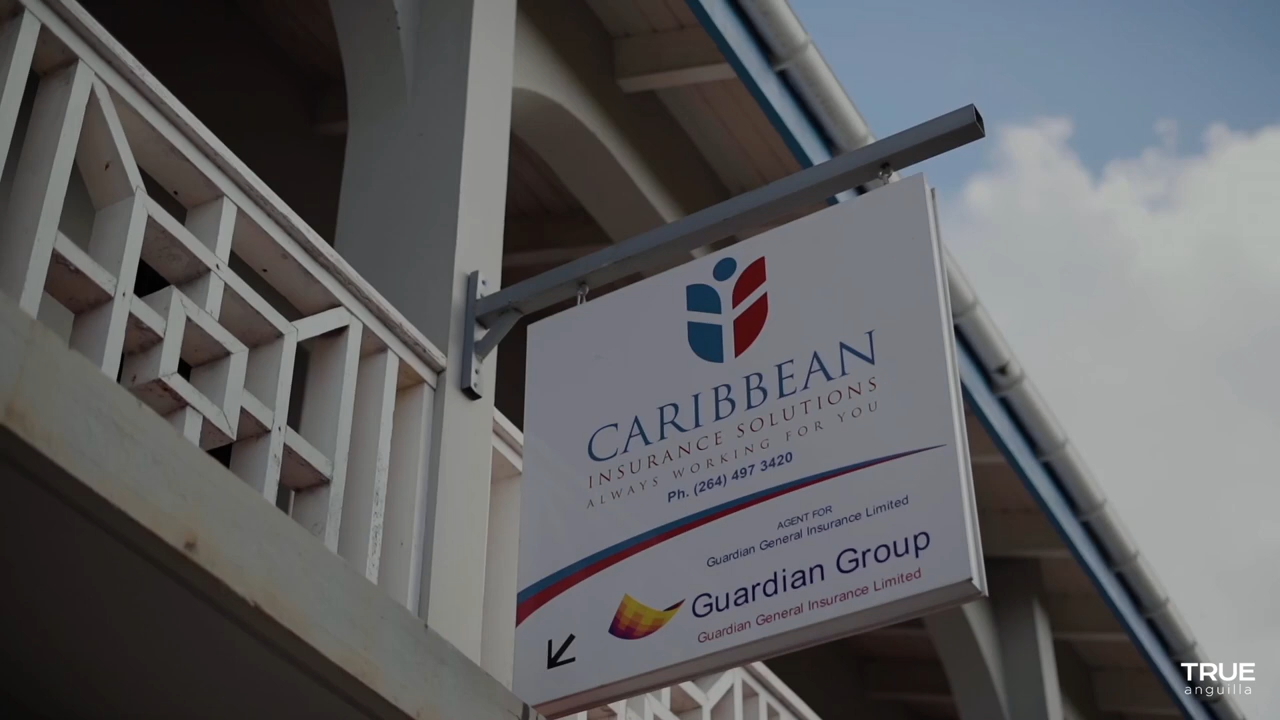 CARIBBEAN
INSURANCE SOLUTIONS
ALWAYS WORKING FOR YOU
Ph. (264) 497 3420
AGENT FOR
Guardian General Insurance Limited
Guardian Group
Guardian General Insurance Limited
TRUE
anguilla